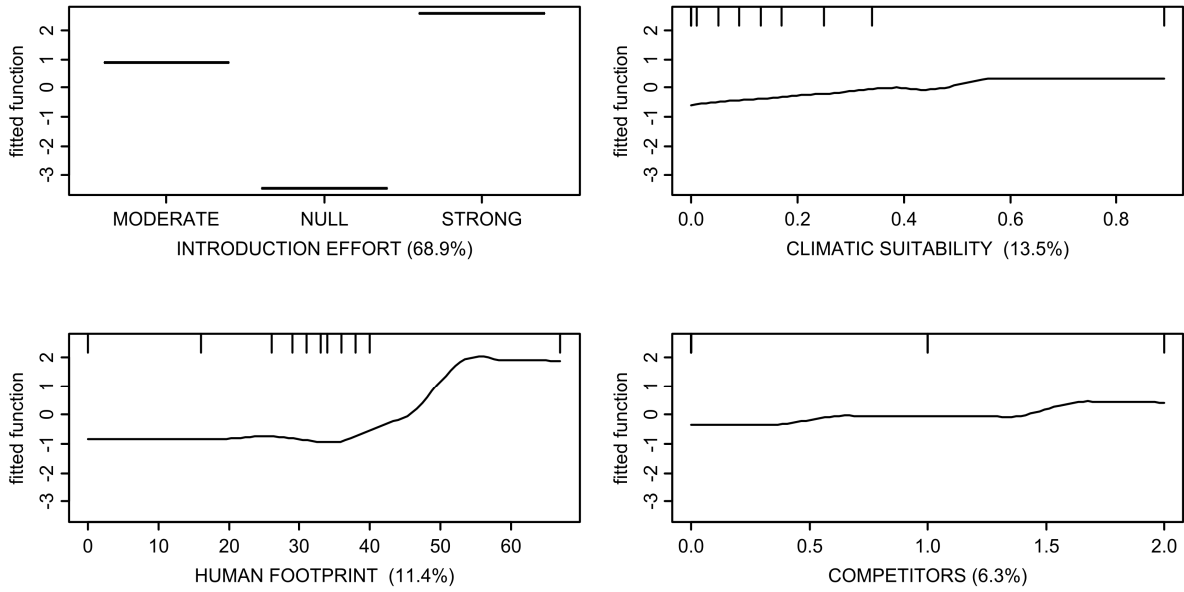 fitted function
2
1
0
-1
-2
-3
MODERATE NULL STRONG
INTRODUCTION EFFORT (68.9%)
fitted function
2
1
0
-1
-2
-3
0.0 0.2 0.4 0.6 0.8
CLIMATIC SUITABILITY (13.5%)
fitted function
2
1
0
-1
-2
-3
0 10 20 30 40 50 60
HUMAN FOOTPRINT (11.4%)
fitted function
2
1
0
-1
-2
-3
0.0 0.5 1.0 1.5 2.0
COMPETITORS (6.3%)